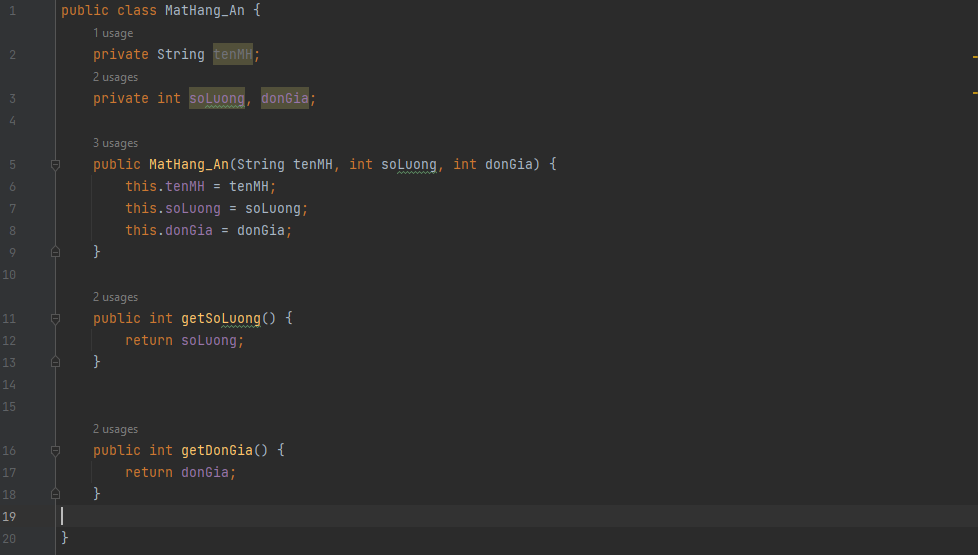 1 public class MatHang_An {
1 usage
2 private String tenMH;
2 usages
3 private int soLuong, donGia;
4
3 usages
5 public MatHang_An(String tenMH, int soLuong, int donGia) {
6 this.tenMH = tenMH;
7 this.soLuong = soLuong;
8 this.donGia = donGia;
9 }
10
2 usages
11 public int getSoLuong() {
12 return soLuong;
13 }
14
15
2 usages
16 public int getDonGia() {
17 return donGia;
18 }
19
20 }